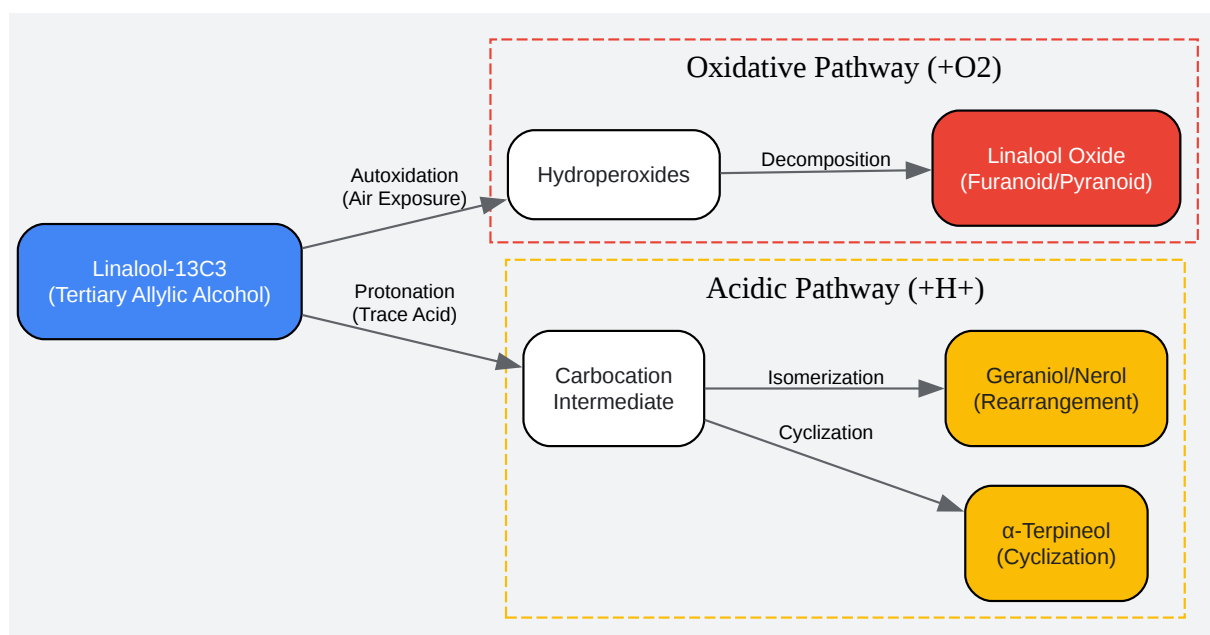 Oxidative Pathway (+O2)
Hydroperoxides
Decomposition
Linalool Oxide
(Furanoid/Pyranoid)
Autoxidation
(Air Exposure)
Linalool-13C3
(Tertiary Allylic Alcohol)
Protonation
(Trace Acid)
Acidic Pathway (+H+)
Carbocation
Intermediate
Isomerization
Geraniol/Nerol
(Rearrangement)
Cyclization
α-Terpineol
(Cyclization)